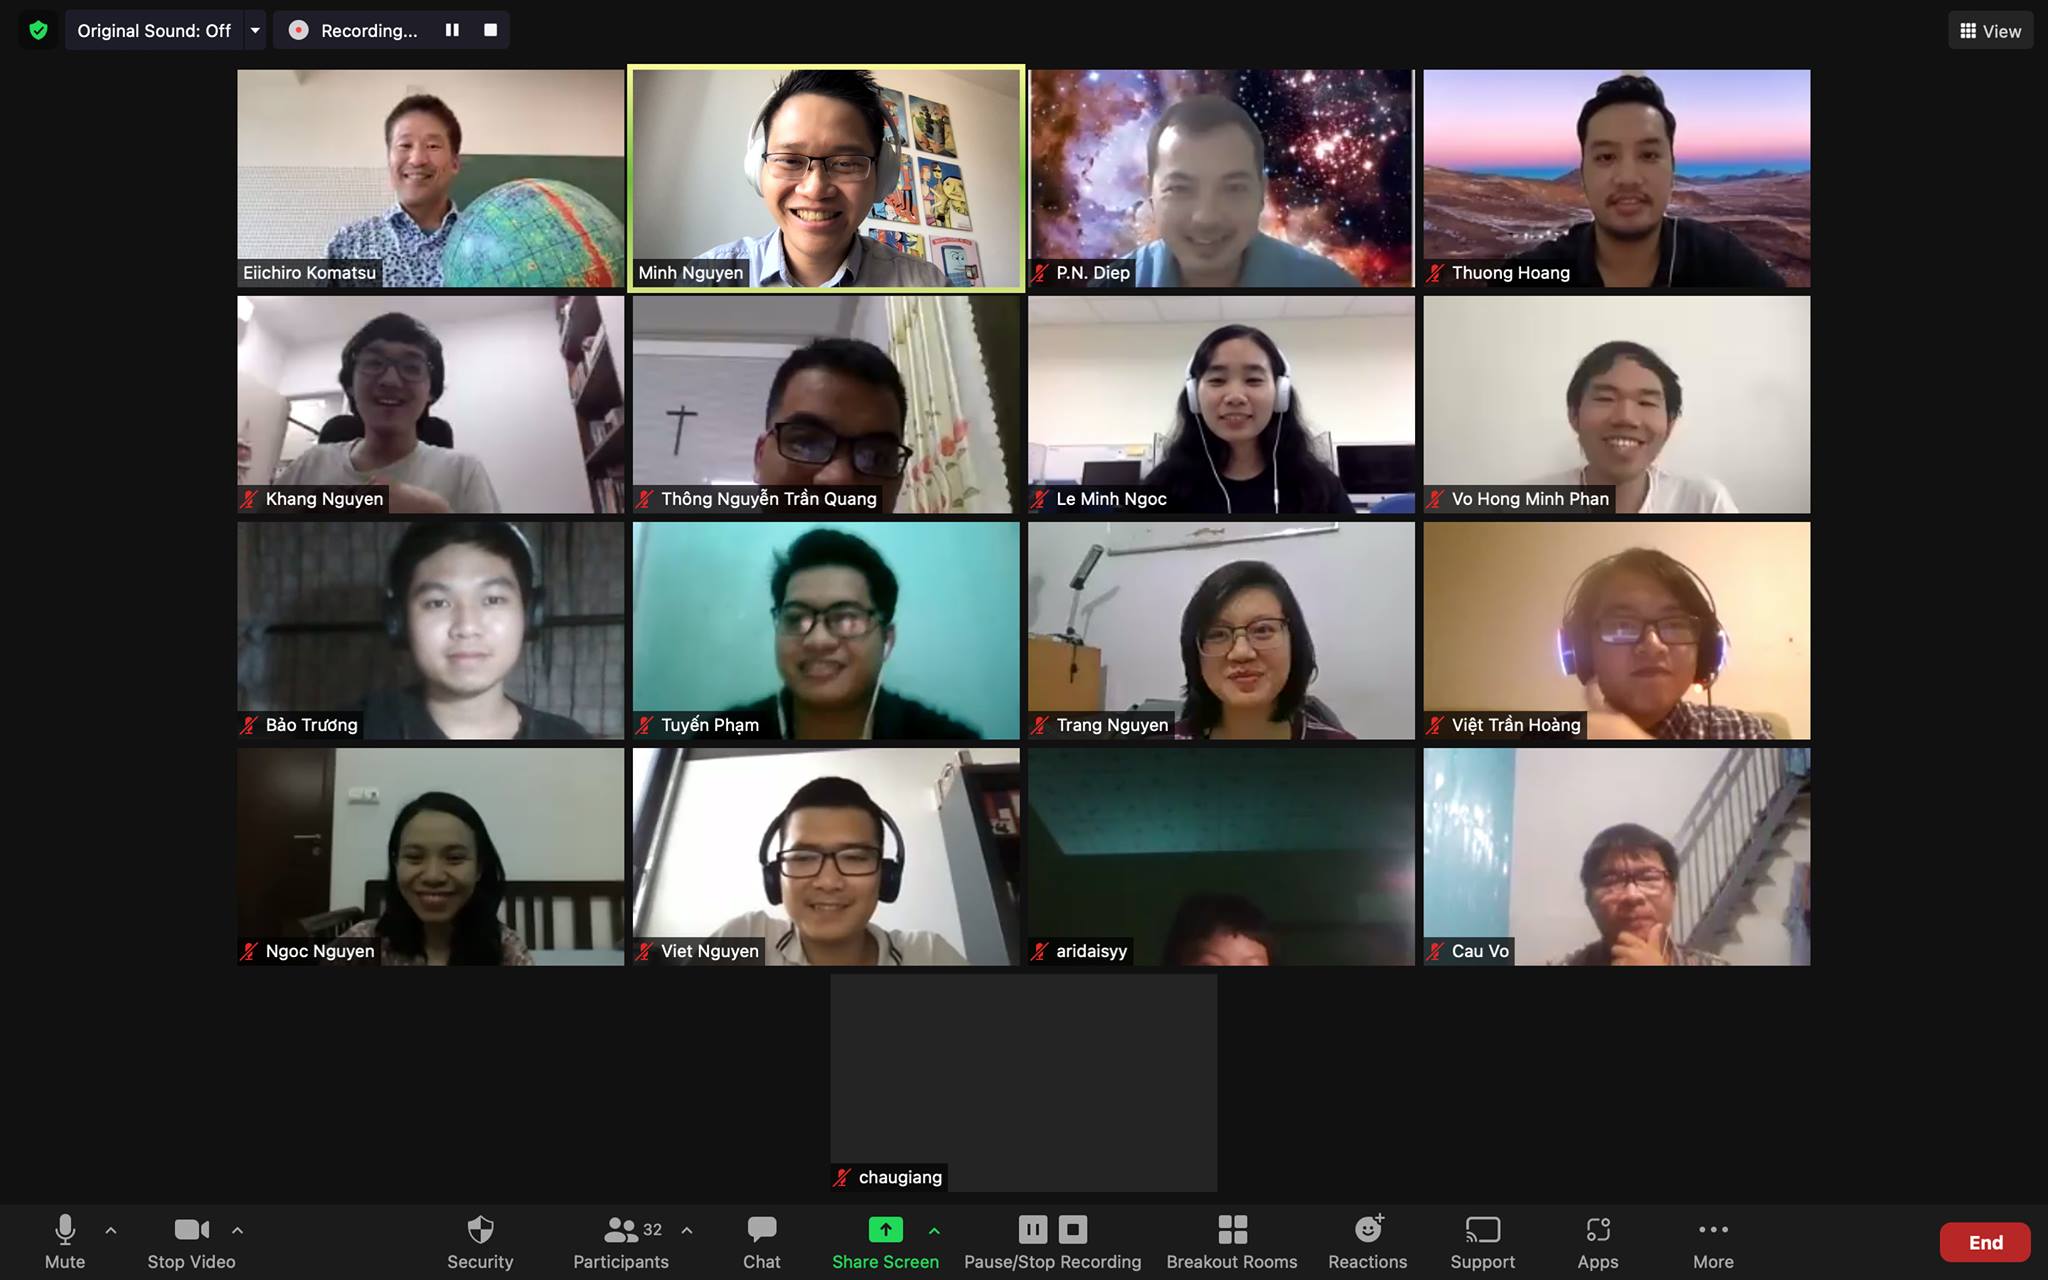 Original Sound: Off
Recording...
View
Eiichiro Komatsu
Minh Nguyen
P.N. Diep
Thuong Hoang
Khang Nguyen
Thông Nguyễn Trần Quang
Le Minh Ngoc
Vo Hong Minh Phan
Bảo Trương
Tuyến Phạm
Trang Nguyen
Việt Trần Hoàng
Ngoc Nguyen
Viet Nguyen
aridaisyy
Cau Vo
chaugiang
32
Mute
Stop Video
Security
Participants
Chat
Share Screen
Pause/Stop Recording
Breakout Rooms
Reactions
Support
Apps
More
End